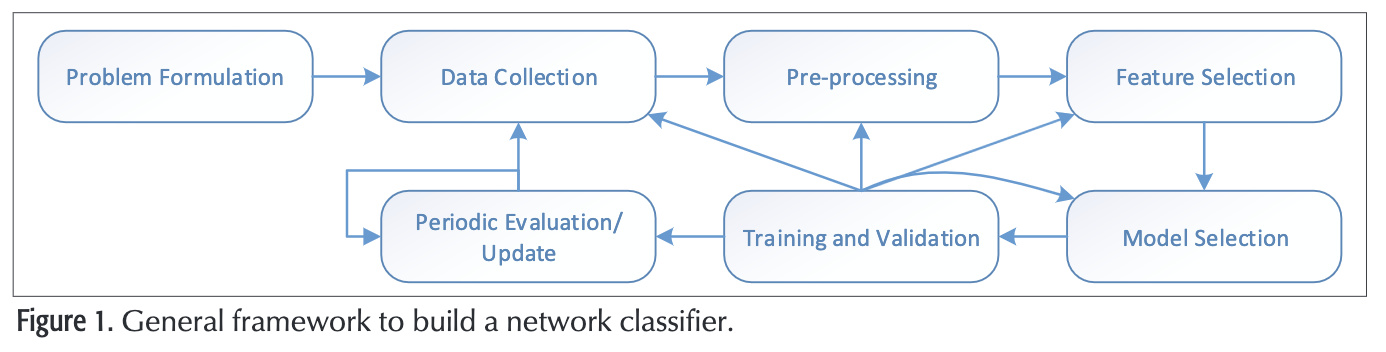 Problem Formulation
Data Collection
Pre-processing
Feature Selection
Periodic Evaluation/
Update
Training and Validation
Model Selection
Figure 1. General framework to build a network classifier.